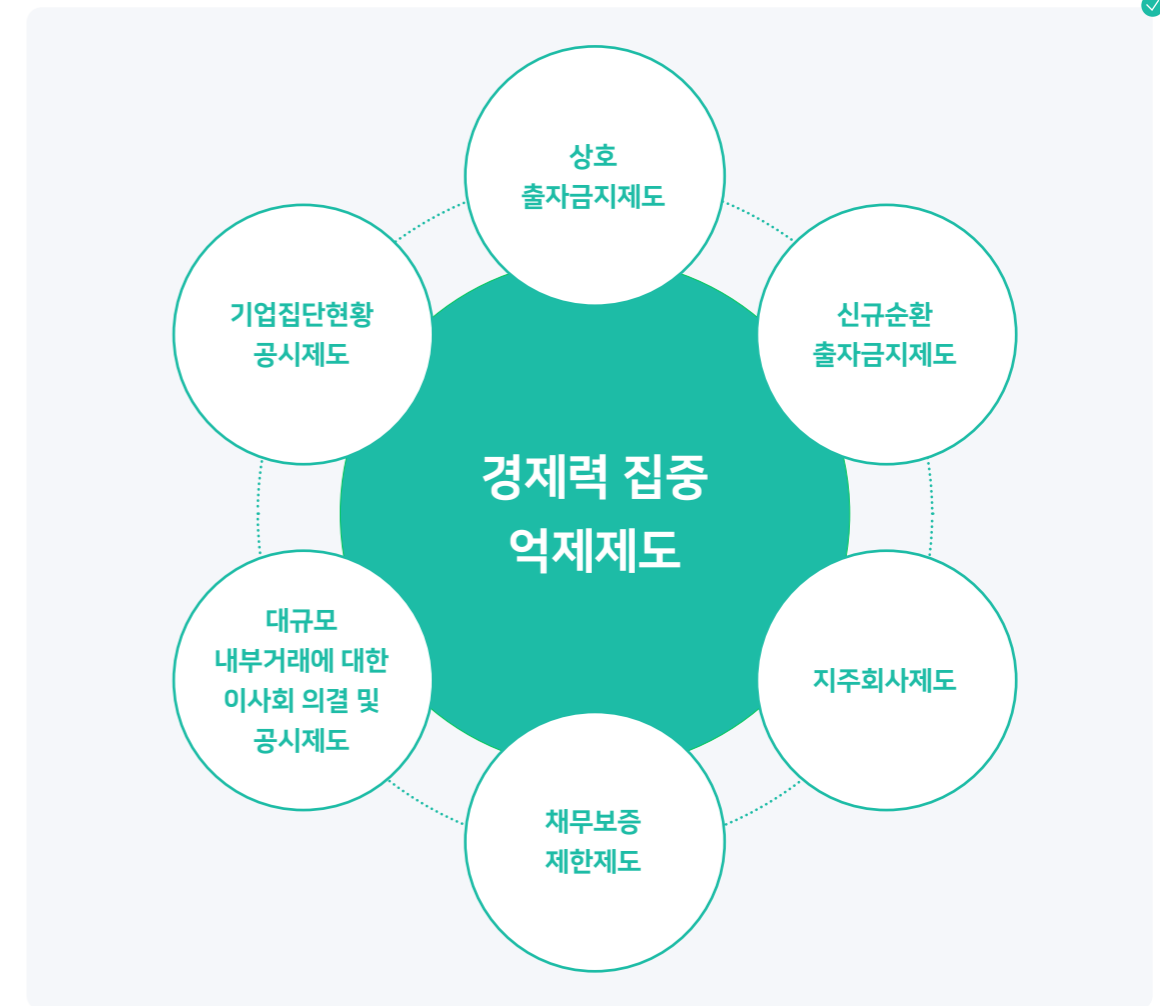 상호
출자금지제도
신규순환
출자금지제도
지주회사제도
채무보증
제한제도
대규모
내부거래에 대한
이사회 의결 및
공시제도
기업집단현황
공시제도
경제력 집중
억제제도